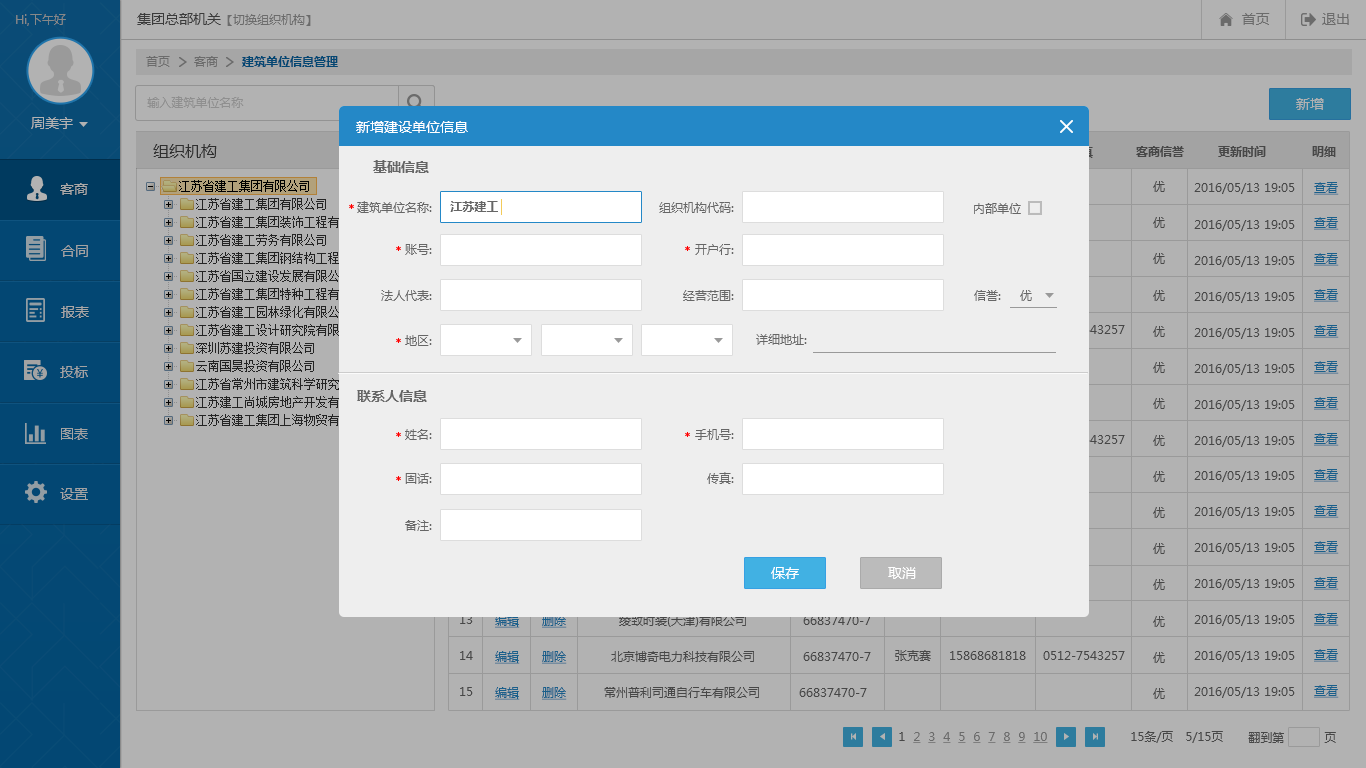 Hi,下午好
周美宇
客商
合同
报表
投标
图表
设置
集团总部机关【切换组织机构】
首页
退出
首页 > 客商 > 建筑单位信息管理
输入建筑单位名称
新增
组织机构
江苏省建工集团有限公司
江苏省建工集团有限公司
江苏省建工集团装饰工程有
江苏省建工劳务有限公司
江苏省建工集团钢结构工程
江苏省国立建设发展有限公
江苏省建工集团特种工程有
江苏省建工园林绿化有限公
江苏省建工设计研究院有限
深圳苏建投资有限公司
云南国昊投资有限公司
江苏省常州市建筑科学研究
江苏建工尚城房地产开发有
江苏省建工集团上海物贸有
新增建设单位信息
基础信息
*建筑单位名称: 江苏建工
组织机构代码:
内部单位
*账号:
*开户行:
法人代表:
经营范围:
信誉: 优
*地区:
详细地址:
联系人信息
*姓名:
*手机号:
*固话:
传真:
备注:
保存
取消
客商信誉 更新时间 明细
优 2016/05/13 19:05 查看
优 2016/05/13 19:05 查看
优 2016/05/13 19:05 查看
优 2016/05/13 19:05 查看
43257 优 2016/05/13 19:05 查看
优 2016/05/13 19:05 查看
优 2016/05/13 19:05 查看
43257 优 2016/05/13 19:05 查看
优 2016/05/13 19:05 查看
优 2016/05/13 19:05 查看
优 2016/05/13 19:05 查看
优 2016/05/13 19:05 查看
13 编辑 删除 绫致时装(天津)有限公司 66837470-7 优 2016/05/13 19:05 查看
14 编辑 删除 北京博奇电力科技有限公司 66837470-7 张克赛 15868681818 0512-7543257 优 2016/05/13 19:05 查看
15 编辑 删除 常州普利司通自行车有限公司 66837470-7 优 2016/05/13 19:05 查看
1 2 3 4 5 6 7 8 9 10 15条/页 5/15页 翻到第 页